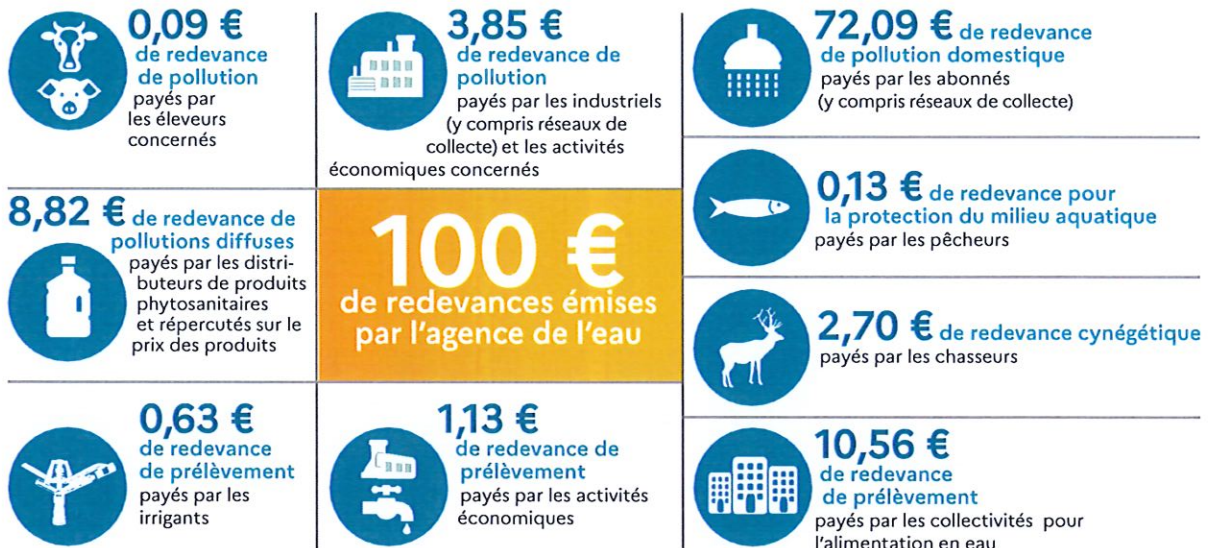 0,09 €
de redevance
de pollution
payés par
les éleveurs
concernés
3,85 €
de redevance de
pollution
payés par les industriels
(y compris réseaux de
collecte) et les activités
économiques concernés
72,09 € de redevance
de pollution domestique
payés par les abonnés
(y compris réseaux de collecte)
8,82 € de redevance de
pollutions diffuses
payés par les distri-
buteurs de produits
phytosanitaires
et répercutés sur le
prix des produits
100 €
de redevances émises
par l'agence de l'eau
0,13 € de redevance pour
la protection du milieu aquatique
payés par les pêcheurs
2,70 € de redevance cynégétique
payés par les chasseurs
0,63 €
de redevance
de prélèvement
payés par les
irrigants
1,13 €
de redevance de
prélèvement
payés par les activités
économiques
10,56 €
de redevance
de prélèvement
payés par les collectivités pour
l'alimentation en eau